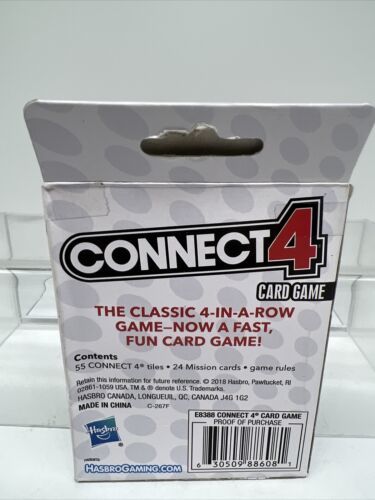 CONNECT 4
CARD GAME
THE CLASSIC 4-IN-A-ROW
GAME—NOW A FAST,
FUN CARD GAME!
Contents
55 CONNECT 4® tiles • 24 Mission cards • game rules
Retain this information for future reference. © 2018 Hasbro, Pawtucket, RI
02861-1059 USA. TM & ® denote U.S. Trademarks.
HASBRO CANADA, LONGUEUIL, QC, CANADA J4G 1G2
MADE IN CHINA C-267F
E8388 CONNECT 4® CARD GAME
PROOF OF PURCHASE
Hasbro
HASBROGAMING.COM
6 30509 88608 1